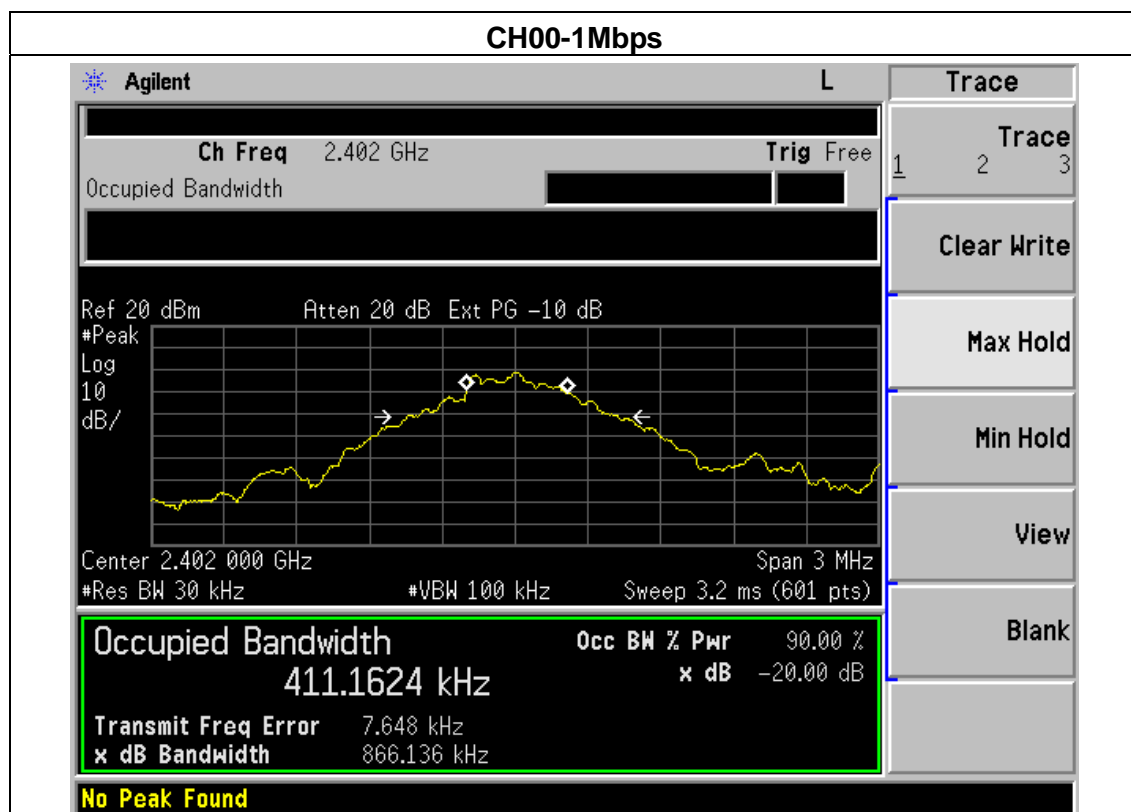 CH00-1Mbps
Agilent L Trace
Ch Freq 2.402 GHz Trig Free
Occupied Bandwidth
Trace
1 2 3
Clear Write
Max Hold
Min Hold
View
Blank
Ref 20 dBm Atten 20 dB Ext PG -10 dB
#Peak
Log
10
dB/
Center 2.402 000 GHz Span 3 MHz
#Res BW 30 kHz #VBW 100 kHz Sweep 3.2 ms (601 pts)
Occupied Bandwidth Occ BW % Pwr 90.00 %
411.1624 kHz x dB -20.00 dB
Transmit Freq Error 7.648 kHz
x dB Bandwidth 866.136 kHz
No Peak Found